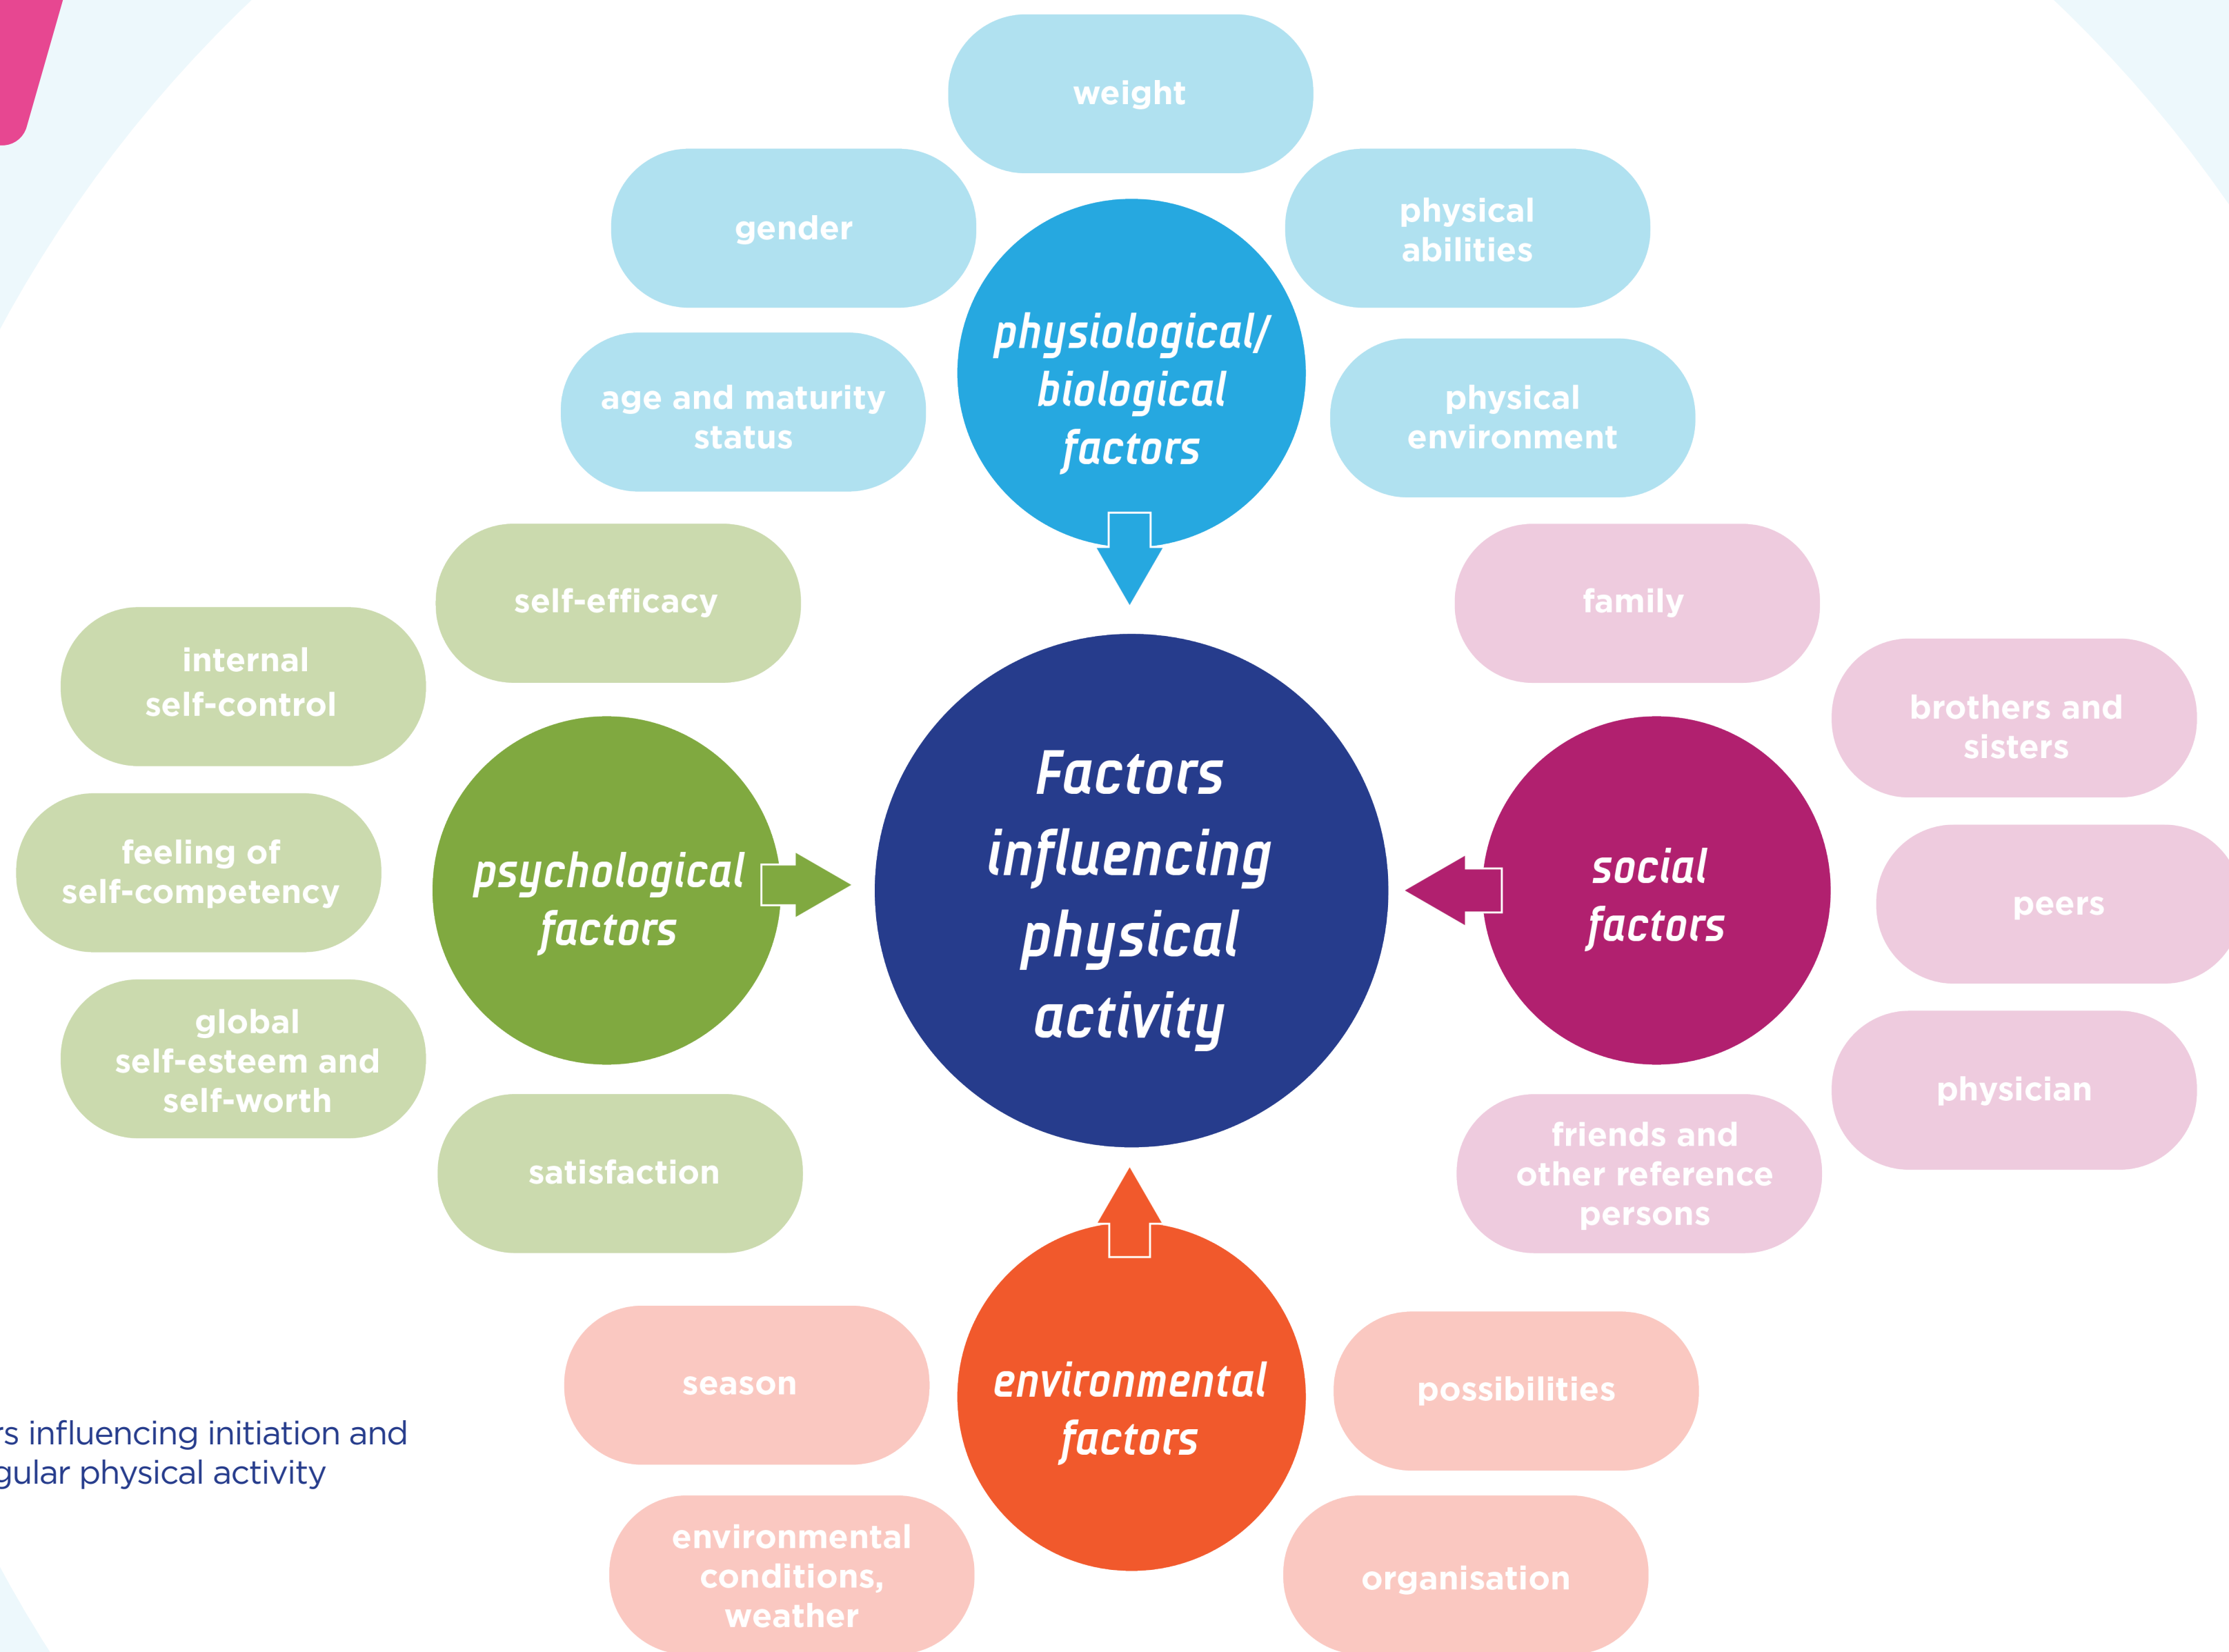 weight
gender
physical
abilities
physiological/
biological
factors
age and maturity
status
physical
environment
self-efficacy
family
internal
self-control
brothers and
sisters
Factors
influencing
physical
activity
feeling of
self-competency
psychological
factors
social
factors
peers
global
self-esteem and
self-worth
physician
satisfaction
friends and
other reference
persons
season
environmental
factors
possibilities
influencing initiation and
physical activity
environmental
conditions,
weather
organisation